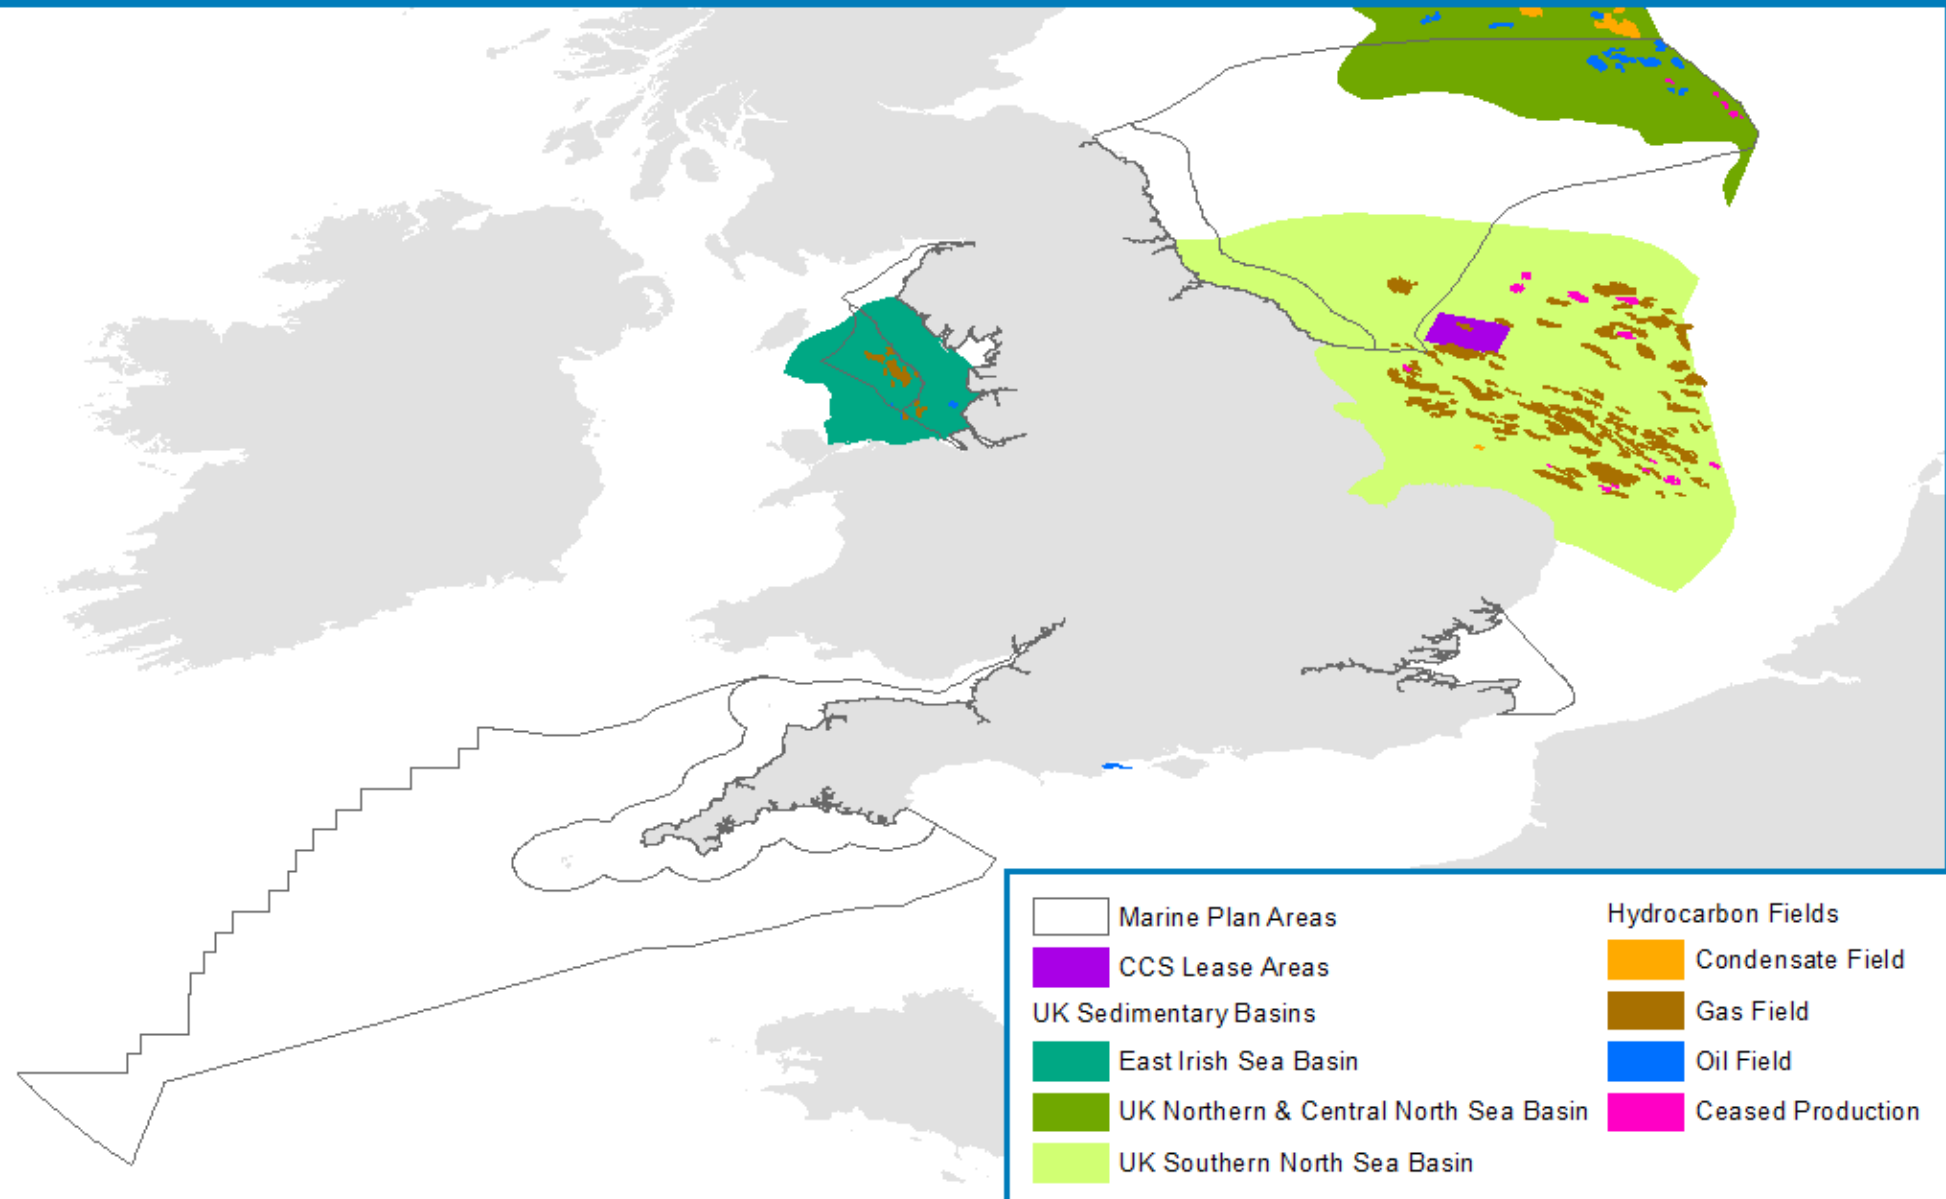 Marine Plan Areas
CCS Lease Areas
UK Sedimentary Basins
East Irish Sea Basin
UK Northern & Central North Sea Basin
UK Southern North Sea Basin
Hydrocarbon Fields
Condensate Field
Gas Field
Oil Field
Ceased Production